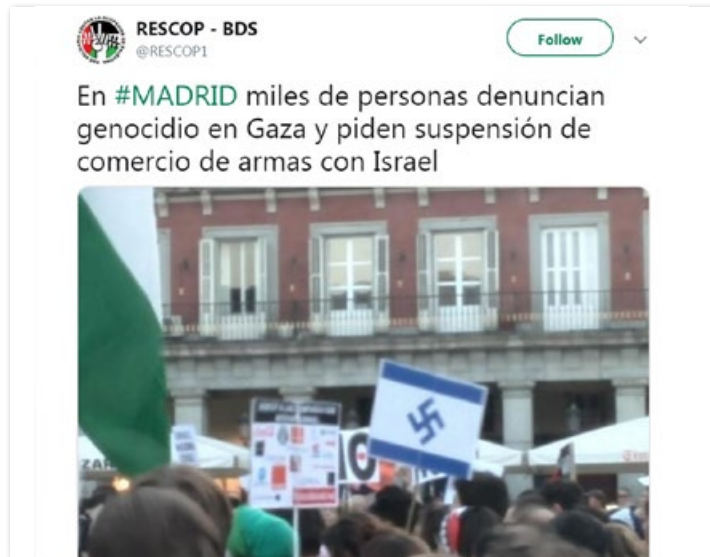 RESCOP - BDS
@RESCOP1
Follow
En #MADRID miles de personas denuncian
genocidio en Gaza y piden suspensión de
comercio de armas con Israel